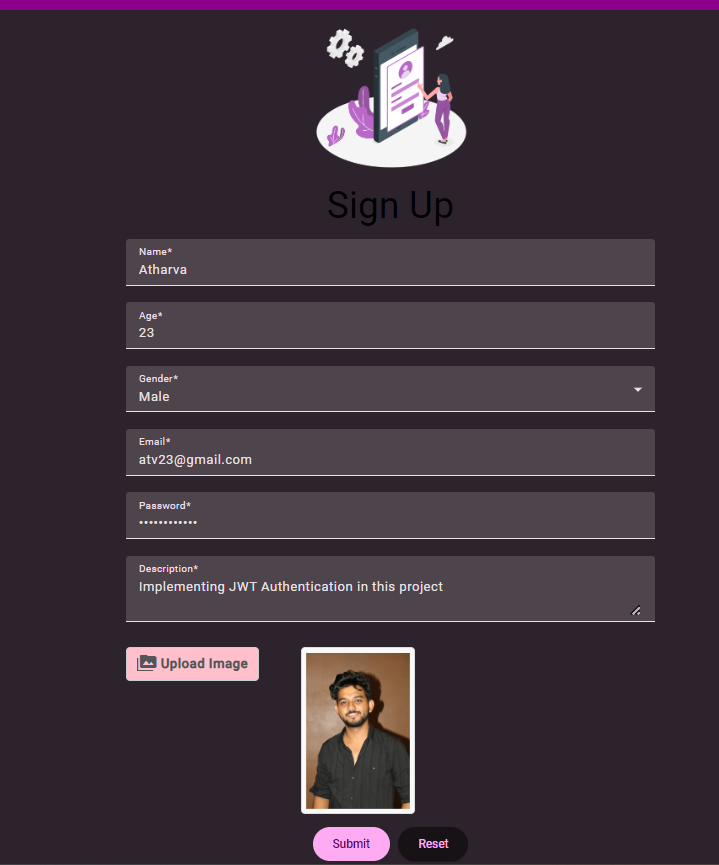 Sign Up
Name*
Atharva
Age*
23
Gender*
Male
Email*
atv23@gmail.com
Password*
••••••••••••
Description*
Implementing JWT Authentication in this project
Upload Image
Submit Reset